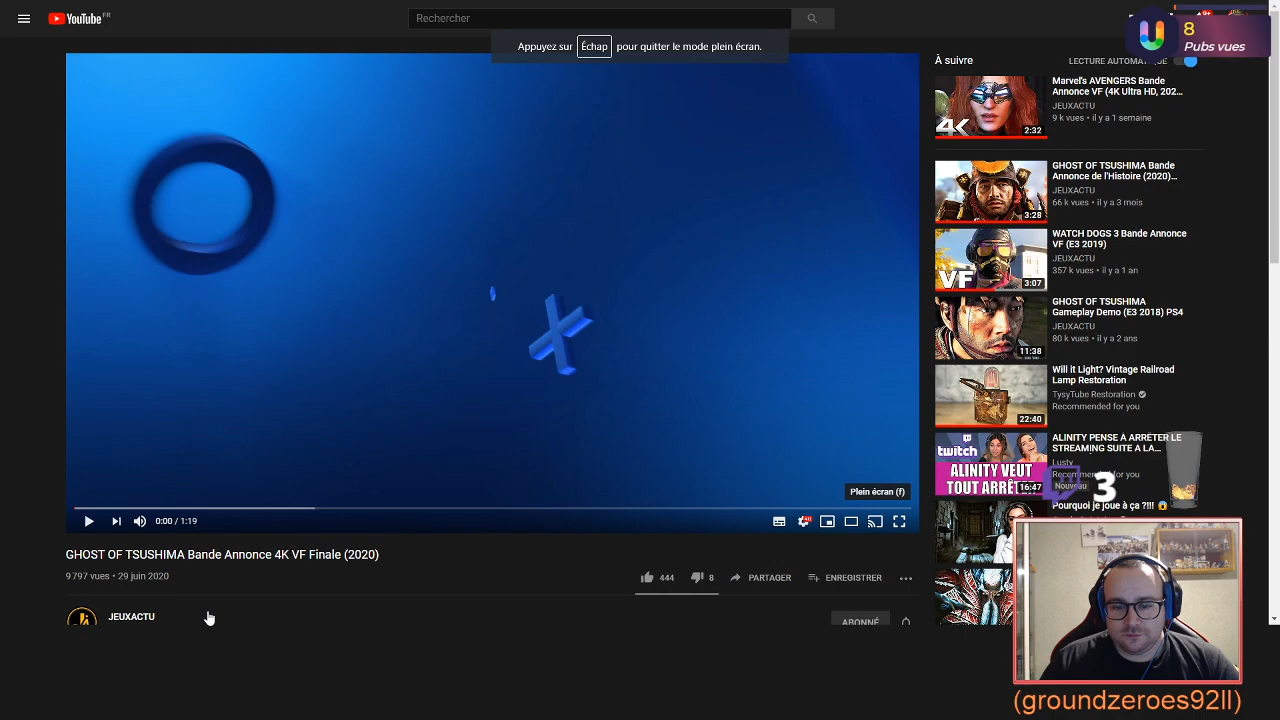 YouTube FR
Rechercher
Appuyez sur Échap pour quitter le mode plein écran.
8
Pubs vues
À suivre
LECTURE AUTOMATIQUE
Marvel's AVENGERS Bande
Annonce VF (4K Ultra HD, 202...
JEUXACTU
9 k vues • il y a 1 semaine
4K
2:32
GHOST OF TSUSHIMA Bande
Annonce de l'Histoire (2020)...
JEUXACTU
66 k vues • il y a 3 mois
3:28
WATCH DOGS 3 Bande Annonce
VF (E3 2019)
JEUXACTU
357 k vues • il y a 1 an
VF
3:07
GHOST OF TSUSHIMA
Gameplay Demo (E3 2018) PS4
JEUXACTU
80 k vues • il y a 2 ans
11:38
Will it Light? Vintage Railroad
Lamp Restoration
TysyTube Restoration
Recommended for you
22:40
ALINITY PENSE À ARRÊTER LE
STREAMING SUITE A LA...
Lusty
Recommended for you
Nouveau
twitch
ALINITY VEUT
TOUT ARRÊTER
16:47
3
Pourquoi je joue à ça ?!!!
Plein écran (f)
0:00 / 1:19
GHOST OF TSUSHIMA Bande Annonce 4K VF Finale (2020)
9 797 vues • 29 juin 2020
444
8
PARTAGER
ENREGISTRER
JEUXACTU
ABONNÉ
(groundzeroes92ll)